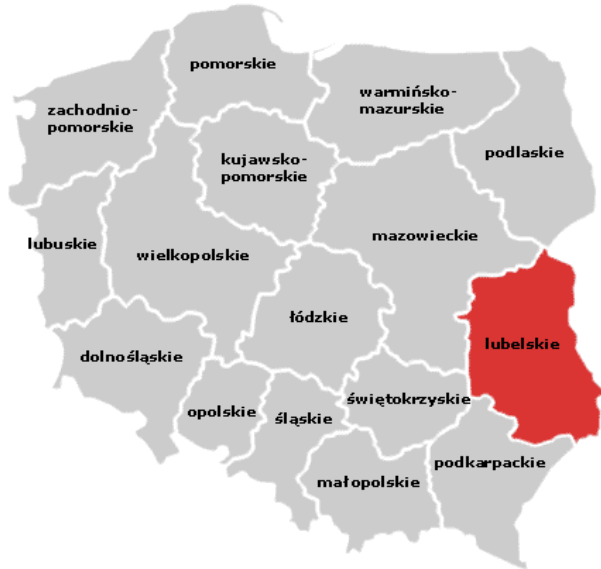 pomorskie
warmińsko-
mazurskie
zachodnio-
pomorskie
podlaskie
kujawsko-
pomorskie
mazowieckie
lubuskie
wielkopolskie
łódzkie
lubelskie
dolnośląskie
świętokrzyskie
opolskie
śląskie
podkarpackie
małopolskie